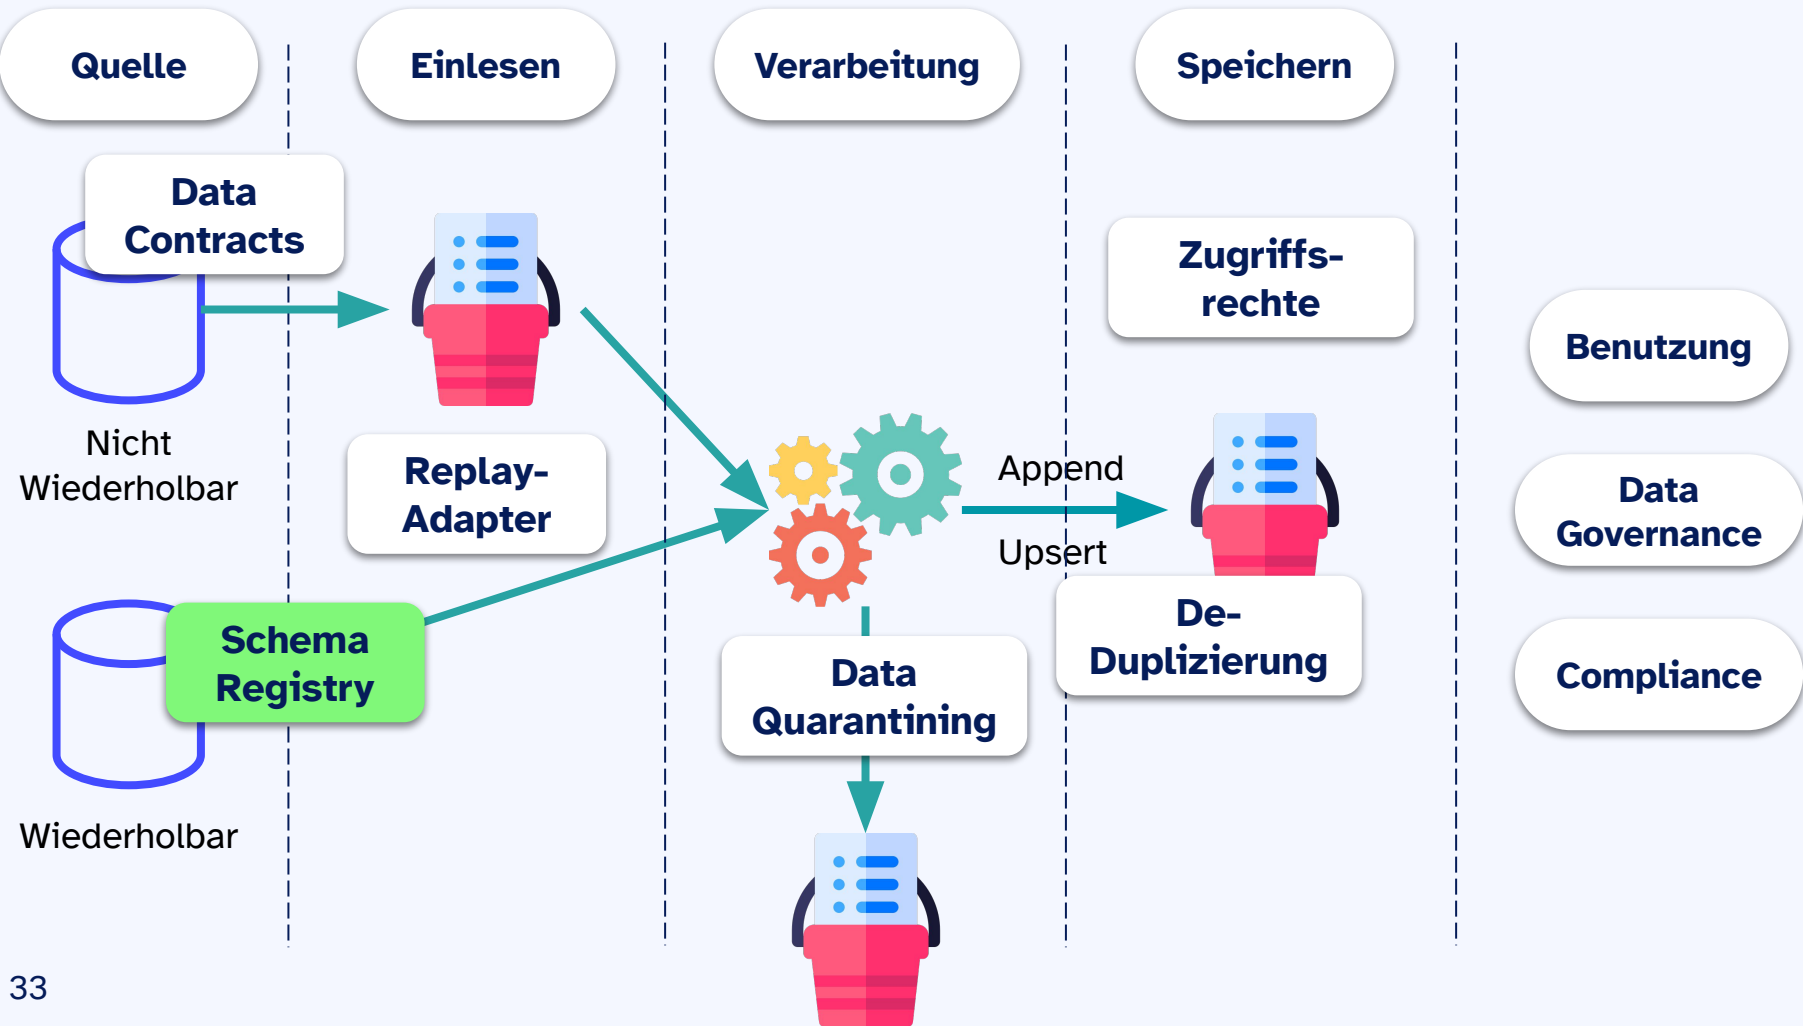 Quelle
Einlesen
Verarbeitung
Speichern
Data
Contracts
Nicht
Wiederholbar
Replay-
Adapter
Schema
Registry
Wiederholbar
Append
Upsert
Data
Quarantining
Zugriffs-
rechte
De-
Duplizierung
Benutzung
Data
Governance
Compliance
33